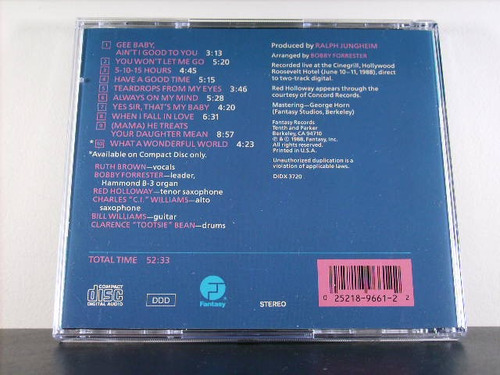 1 GEE BABY,
AIN'T I GOOD TO YOU 3:13
2 YOU WON'T LET ME GO 5:20
3 5-10-15 HOURS 4:45
4 HAVE A GOOD TIME 5:15
5 TEARDROPS FROM MY EYES 3:46
6 ALWAYS ON MY MIND 5:32
7 YES SIR, THAT'S MY BABY 4:20
8 WHEN I FALL IN LOVE 6:31
9 (MAMA) HE TREATS
YOUR DAUGHTER MEAN 8:57
*10 WHAT A WONDERFUL WORLD 4:23
*Available on Compact Disc only.
RUTH BROWN—vocals
BOBBY FORRESTER—leader,
Hammond B-3 organ
RED HOLLOWAY—tenor saxophone
CHARLES "C.I." WILLIAMS—alto
saxophone
BILL WILLIAMS—guitar
CLARENCE "TOOTSIE" BEAN—drums
TOTAL TIME 52:33
Produced by RALPH JUNGHEIM
Arranged by BOBBY FORRESTER
Recorded live at the Cinegrill, Hollywood
Roosevelt Hotel (June 10–11, 1988), direct
to two-track digital.
Red Holloway appears through the
courtesy of Concord Records.
Mastering—George Horn
(Fantasy Studios, Berkeley)
Fantasy Records
Tenth and Parker
Berkeley, CA 94710
℗ & © 1988, Fantasy, Inc.
All rights reserved.
Printed in U.S.A.
Unauthorized duplication is a
violation of applicable laws.
DIDX 3720
COMPACT
disc
DIGITAL AUDIO
DDD
Fantasy
STEREO
0 25218-9661-2 2